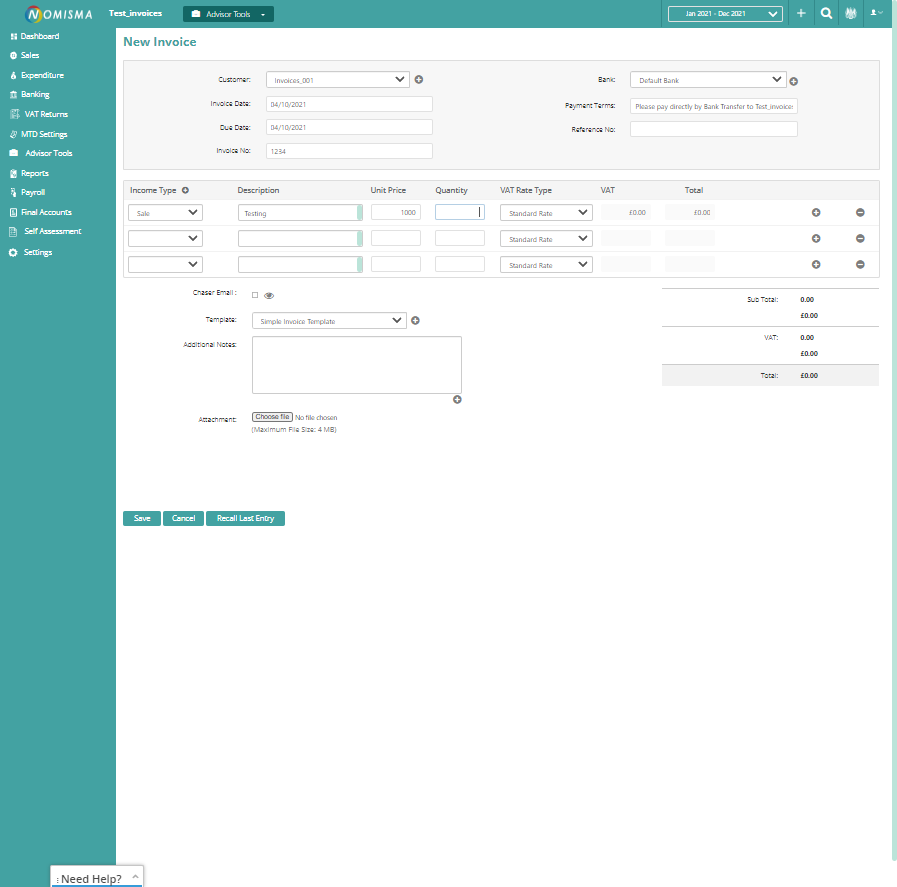 NOMISMA Test_invoices Advisor Tools Jan 2021 - Dec 2021
Dashboard
Sales
Expenditure
Banking
VAT Returns
MTD Settings
Advisor Tools
Reports
Payroll
Final Accounts
Self Assessment
Settings
New Invoice
Customer: Invoices_001
Invoice Date: 04/10/2021
Due Date: 04/10/2021
Invoice No: 1234
Bank: Default Bank
Payment Terms: Please pay directly by Bank Transfer to Test_invoices
Reference No:
Income Type Description Unit Price Quantity VAT Rate Type VAT Total
Sale Testing 1000 Standard Rate £0.00 £0.00
Standard Rate
Standard Rate
Chaser Email :
Template: Simple Invoice Template
Additional Notes:
Attachment: Choose file No file chosen
(Maximum File Size: 4 MB)
Sub Total: 0.00
£0.00
VAT: 0.00
£0.00
Total: £0.00
Save Cancel Recall Last Entry
Need Help?